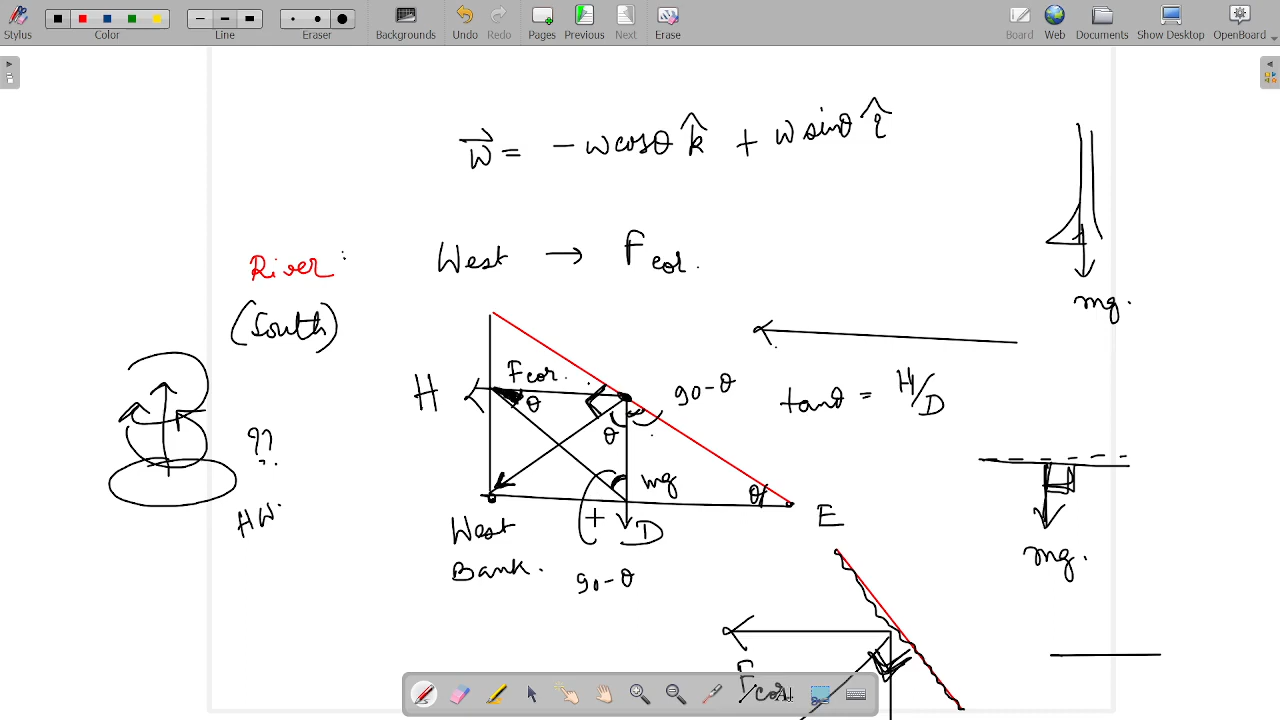 Stylus
Color
Line
Eraser
Backgrounds
Undo
Redo
Pages
Previous
Next
Erase
Board
Web
Documents
Show Desktop
OpenBoard
w = - w cosθ k̂ + w sinθ î
River:
(South)
West → Fcor.
mg.
H
Fcor.
θ
90-θ
tanθ = H/D
θ
??
HW.
mg
θ
E
West
Bank.
+
D
90-θ
mg.
Fcor